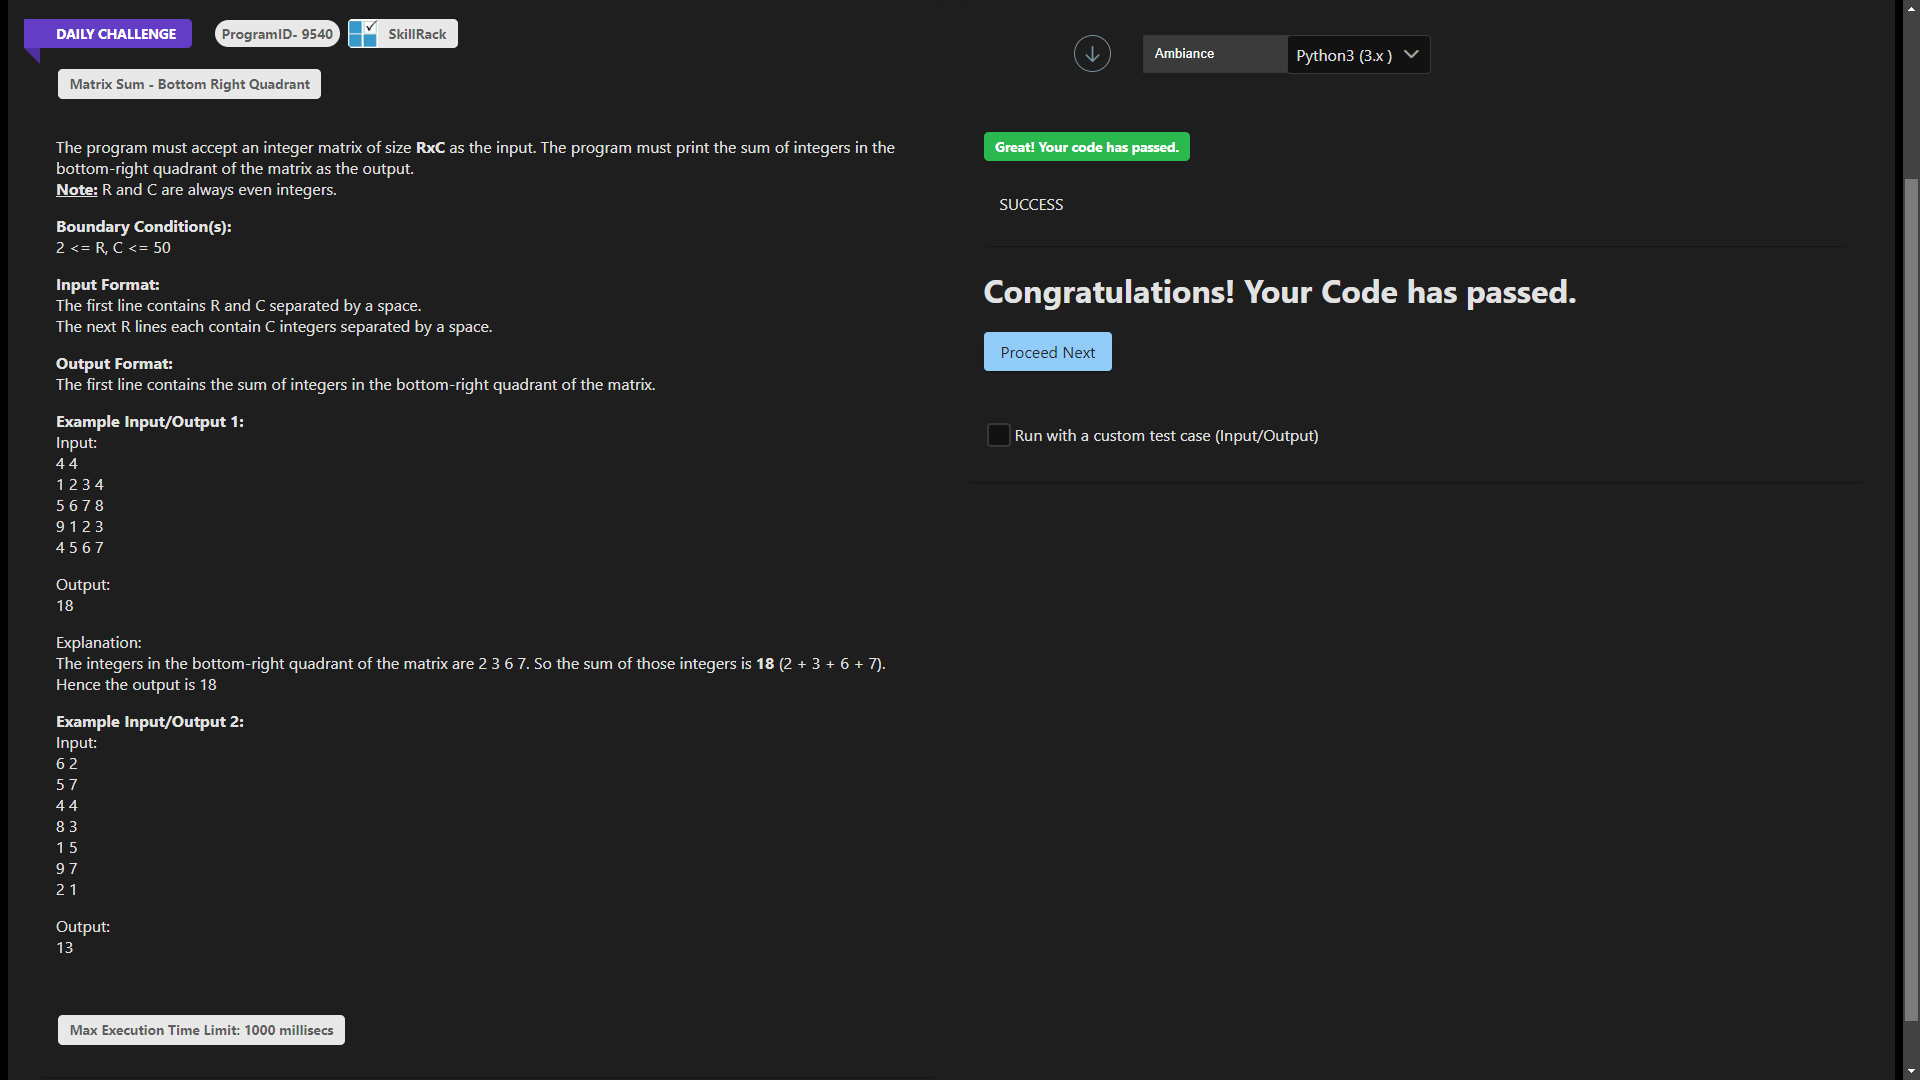 DAILY CHALLENGE
ProgramID- 9540
SkillRack
Matrix Sum - Bottom Right Quadrant
The program must accept an integer matrix of size RxC as the input. The program must print the sum of integers in the
bottom-right quadrant of the matrix as the output.
Note: R and C are always even integers.
Boundary Condition(s):
2 <= R, C <= 50
Input Format:
The first line contains R and C separated by a space.
The next R lines each contain C integers separated by a space.
Output Format:
The first line contains the sum of integers in the bottom-right quadrant of the matrix.
Example Input/Output 1:
Input:
4 4
1 2 3 4
5 6 7 8
9 1 2 3
4 5 6 7
Output:
18
Explanation:
The integers in the bottom-right quadrant of the matrix are 2 3 6 7. So the sum of those integers is 18 (2 + 3 + 6 + 7).
Hence the output is 18
Example Input/Output 2:
Input:
6 2
5 7
4 4
8 3
1 5
9 7
2 1
Output:
13
Max Execution Time Limit: 1000 millisecs
Ambiance
Python3 (3.x )
Great! Your code has passed.
SUCCESS
Congratulations! Your Code has passed.
Proceed Next
Run with a custom test case (Input/Output)